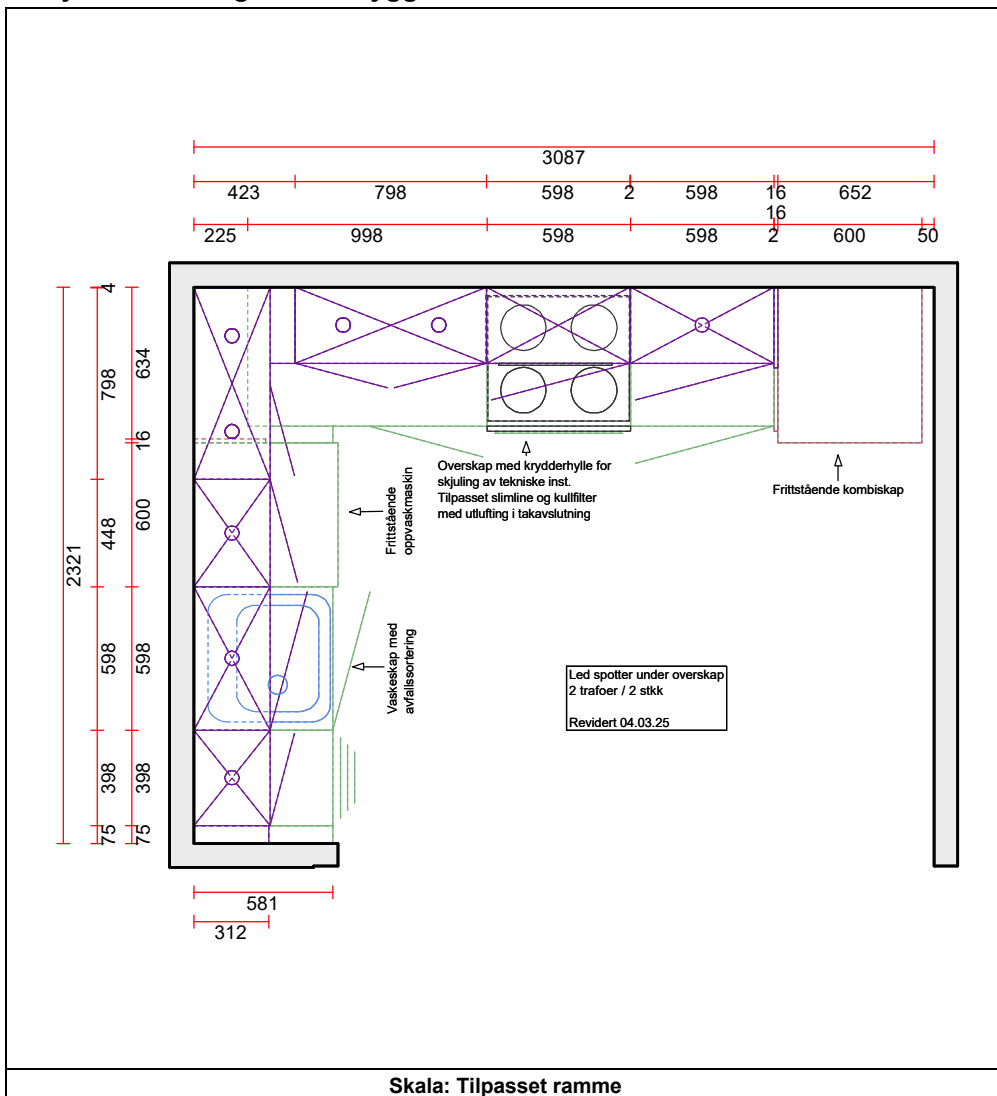 3087
423 798 598 2 598 16 652
16
225 998 598 598 2 600 50
4
798
448
598
398
75
2321
634
16
600
598
398
75
Overskap med krydderhylle for
skjuling av tekniske inst.
Tilpasset slimline og kullfilter
med utlufting i takavslutning
Frittstående kombiskap
Frittstående
oppvaskmaskin
Vaskeskap med
avfallssortering
Led spotter under overskap
2 trafoer / 2 stkk
Revidert 04.03.25
581
312
Skala: Tilpasset ramme